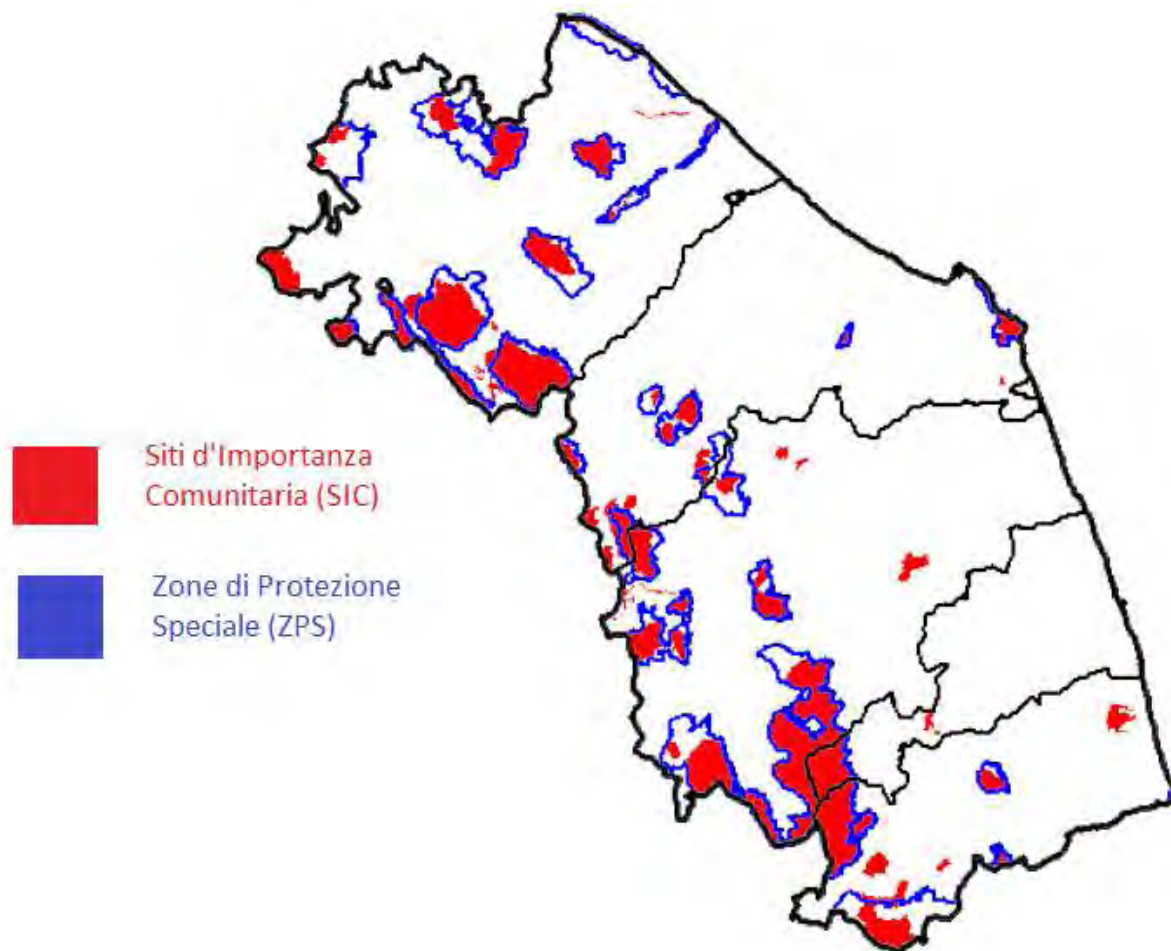 Siti d'Importanza
Comunitaria (SIC)
Zone di Protezione
Speciale (ZPS)